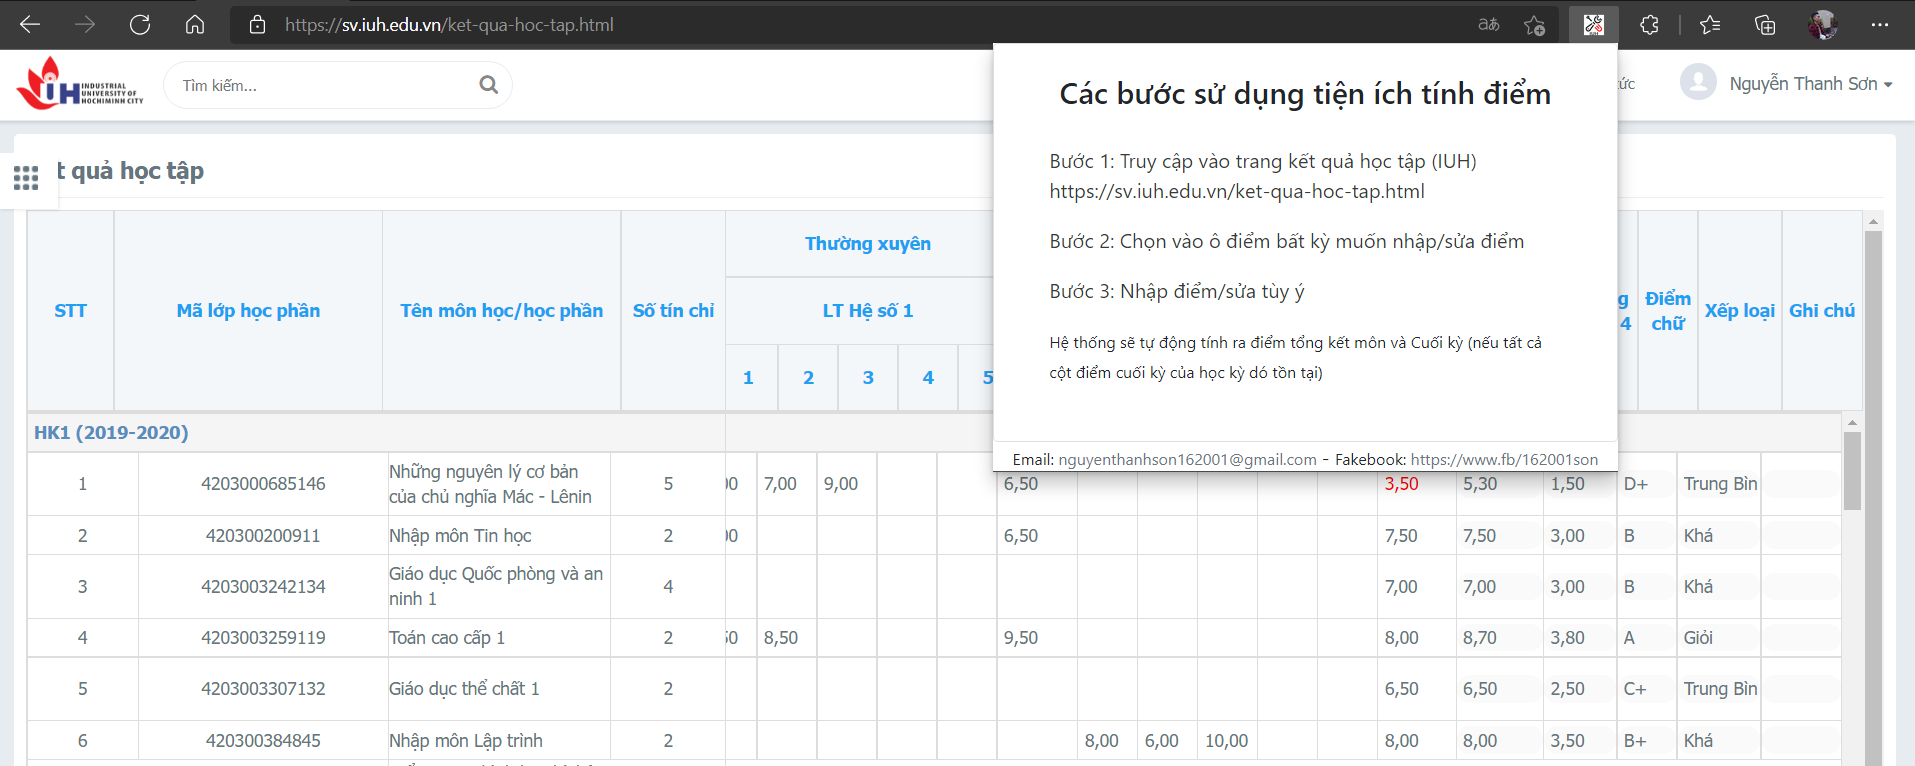 https://sv.iuh.edu.vn/ket-qua-hoc-tap.html
INDUSTRIAL
UNIVERSITY OF
HOCHIMINH CITY
Tìm kiếm...
Nguyễn Thanh Sơn
Các bước sử dụng tiện ích tính điểm
Bước 1: Truy cập vào trang kết quả học tập (IUH)
https://sv.iuh.edu.vn/ket-qua-hoc-tap.html
Bước 2: Chọn vào ô điểm bất kỳ muốn nhập/sửa điểm
Bước 3: Nhập điểm/sửa tùy ý
Hệ thống sẽ tự động tính ra điểm tổng kết môn và Cuối kỳ (nếu tất cả
cột điểm cuối kỳ của học kỳ dó tồn tại)
Email: nguyenthanhson162001@gmail.com - Fakebook: https://www.fb/162001son
t quả học tập
STT Mã lớp học phần Tên môn học/học phần Số tín chỉ Thường xuyên
LT Hệ số 1
1 2 3 4 5
g 4 Điểm chữ Xếp loại Ghi chú
HK1 (2019-2020)
1 4203000685146 Những nguyên lý cơ bản của chủ nghĩa Mác - Lênin 5 00 7,00 9,00 6,50 3,50 5,30 1,50 D+ Trung Bìn
2 420300200911 Nhập môn Tin học 2 00 6,50 7,50 7,50 3,00 B Khá
3 4203003242134 Giáo dục Quốc phòng và an ninh 1 4 7,00 7,00 3,00 B Khá
4 4203003259119 Toán cao cấp 1 2 50 8,50 9,50 8,00 8,70 3,80 A Giỏi
5 4203003307132 Giáo dục thể chất 1 2 6,50 6,50 2,50 C+ Trung Bìn
6 420300384845 Nhập môn Lập trình 2 8,00 6,00 10,00 8,00 8,00 3,50 B+ Khá